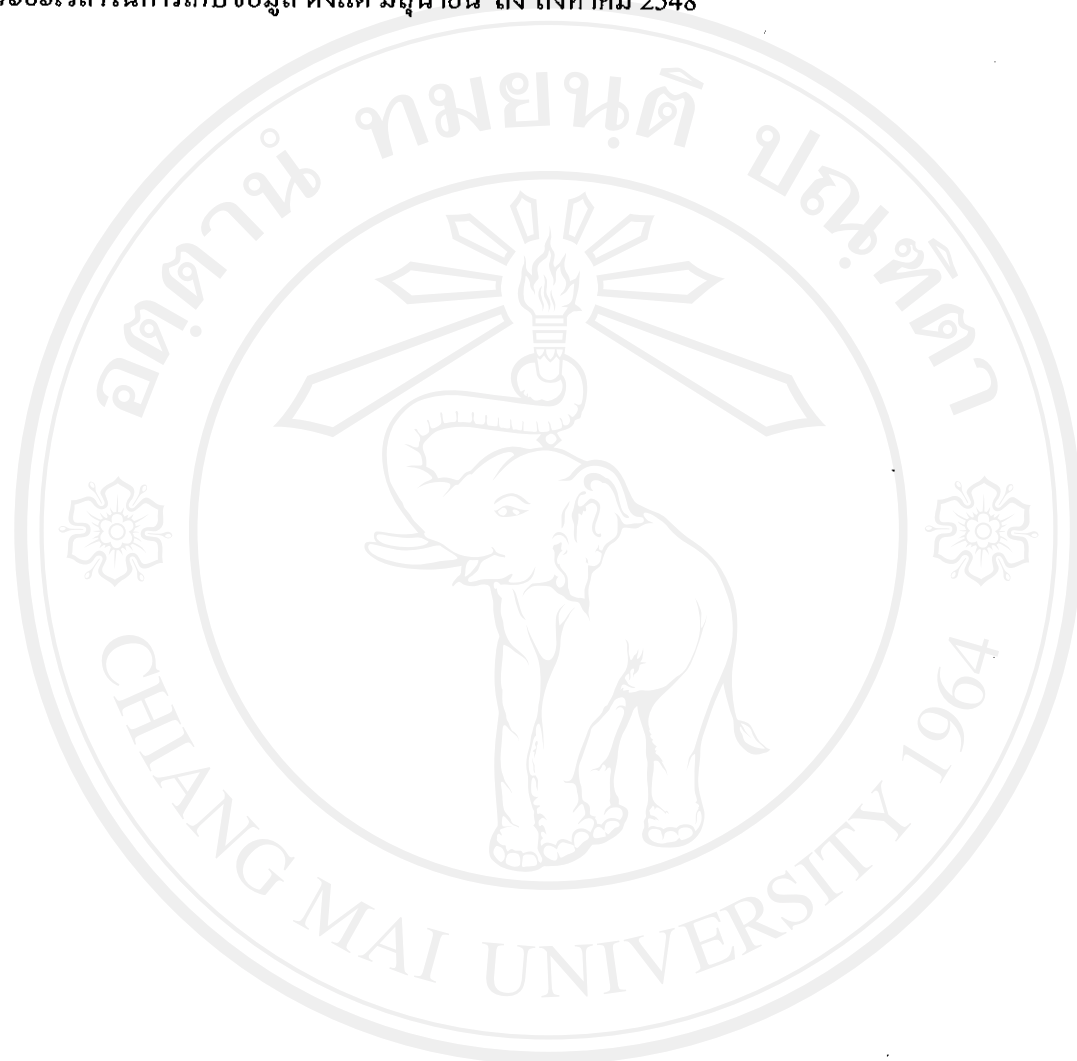 ระยะเวลาในการเก็บข้อมูล ตั้งแต่ มิถุนายน ถึง สิงหาคม 2548
อตฺตานํ ทมยนฺติ ปณฺฑิตา
CHIANG MAI UNIVERSITY 1964